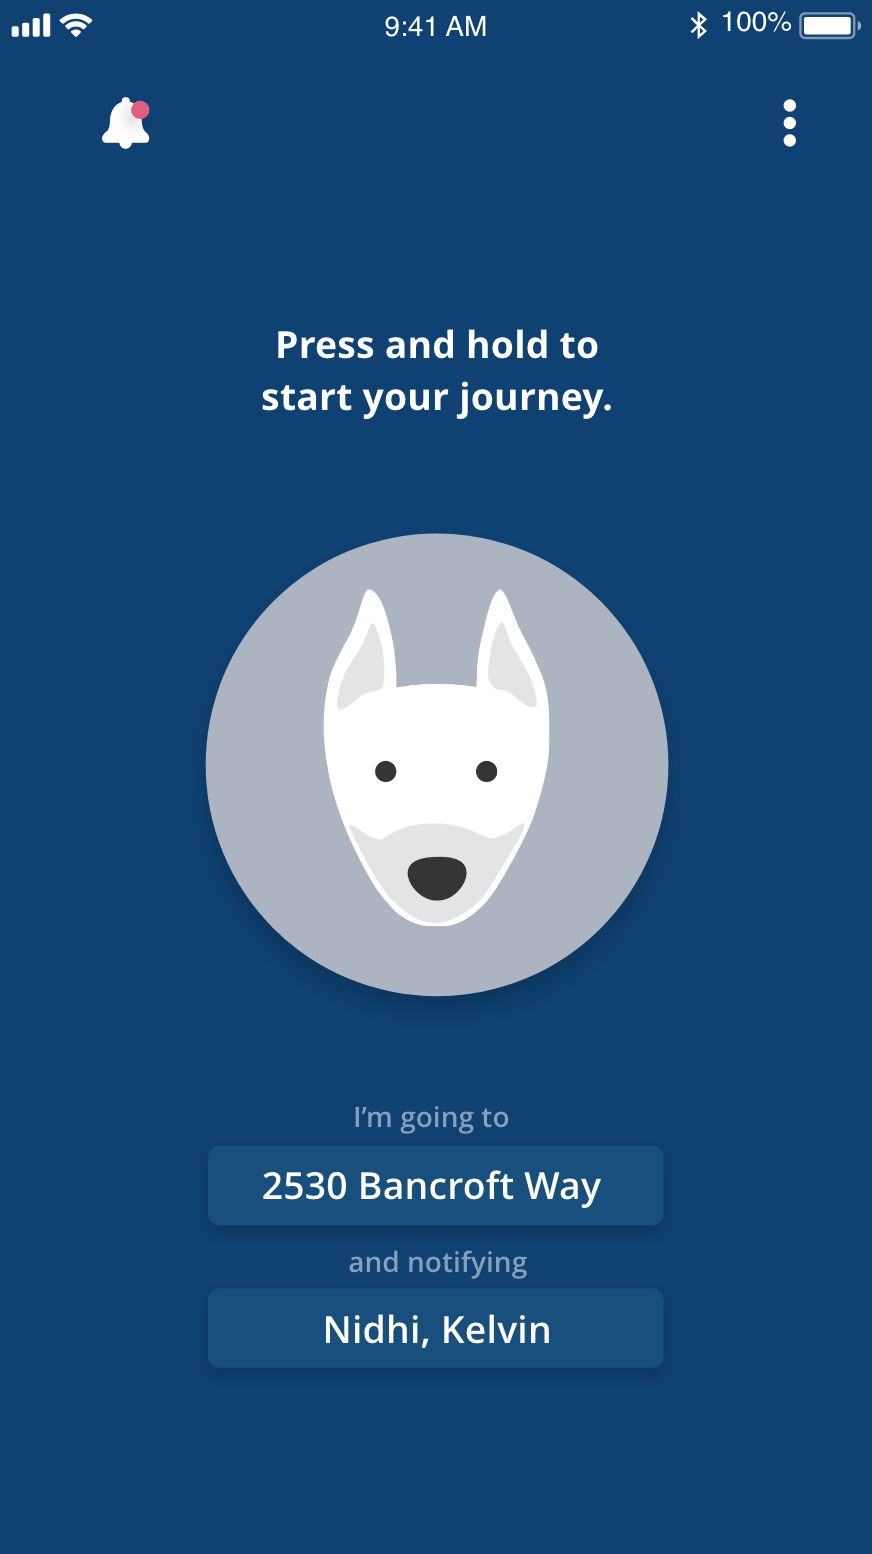 9:41 AM
100%
Press and hold to
start your journey.
I’m going to
2530 Bancroft Way
and notifying
Nidhi, Kelvin